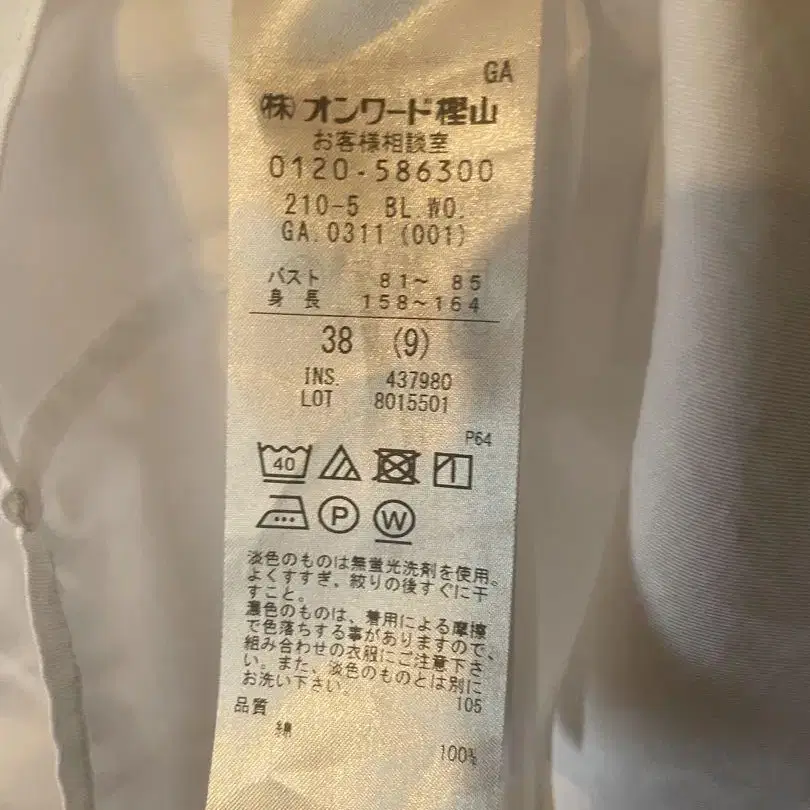 GA
㈱オンワード樫山
お客様相談室
0120-586300
210-5 BL.WO.
GA.0311 (001)
バスト 81～ 85
身長 158～164
38 (9)
INS. 437980
LOT 8015501
P64
40
P W
淡色のものは無蛍光洗剤を使用。
よくすすぎ、絞りの後すぐに干
すこと。
濃色のものは、着用による摩擦
で色落ちする事がありますので、
組み合わせの衣服にご注意下さ
い。また、淡色のものとは別に
お洗い下さい。
105
品質
綿
100%